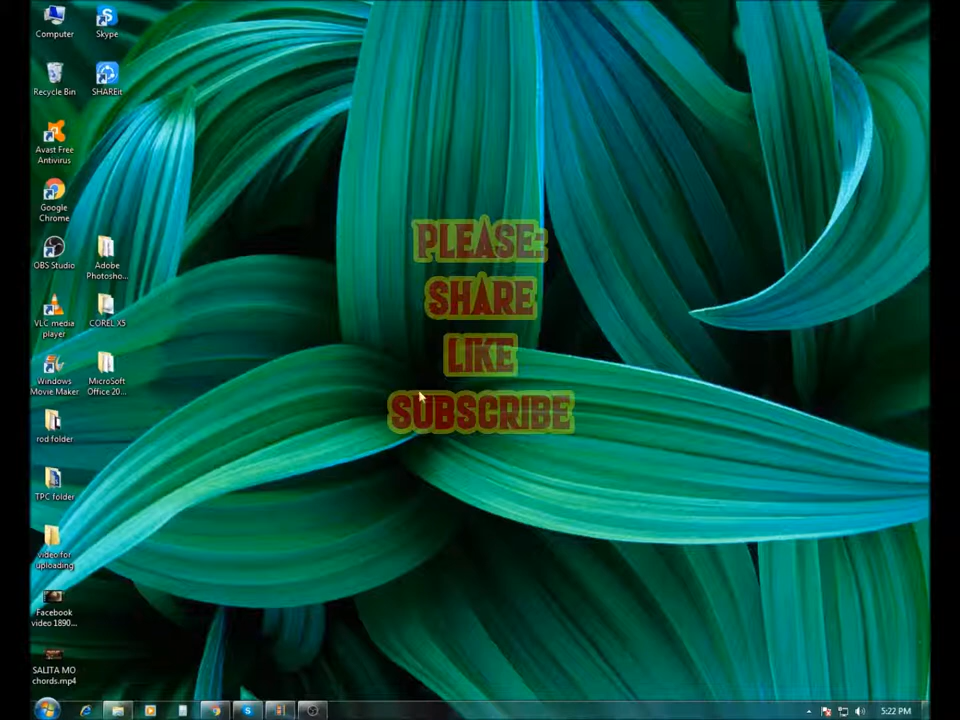 Computer
Skype
Recycle Bin
SHAREit
Avast Free
Antivirus
Google
Chrome
OBS Studio
Adobe
Photosho...
VLC media
player
COREL X5
Windows
Movie Maker
MicroSoft
Office 20...
rod folder
TPC folder
video for
uploading
Facebook
video 1890...
SALITA MO
chords.mp4
PLEASE:
SHARE
LIKE
SUBSCRIBE
5:22 PM